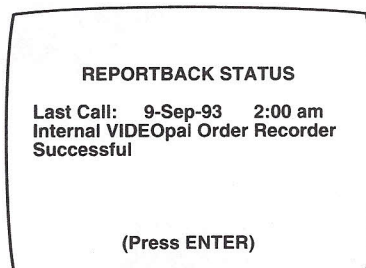 REPORTBACK STATUS
Last Call: 9-Sep-93 2:00 am
Internal VIDEOpal Order Recorder
Successful
(Press ENTER)